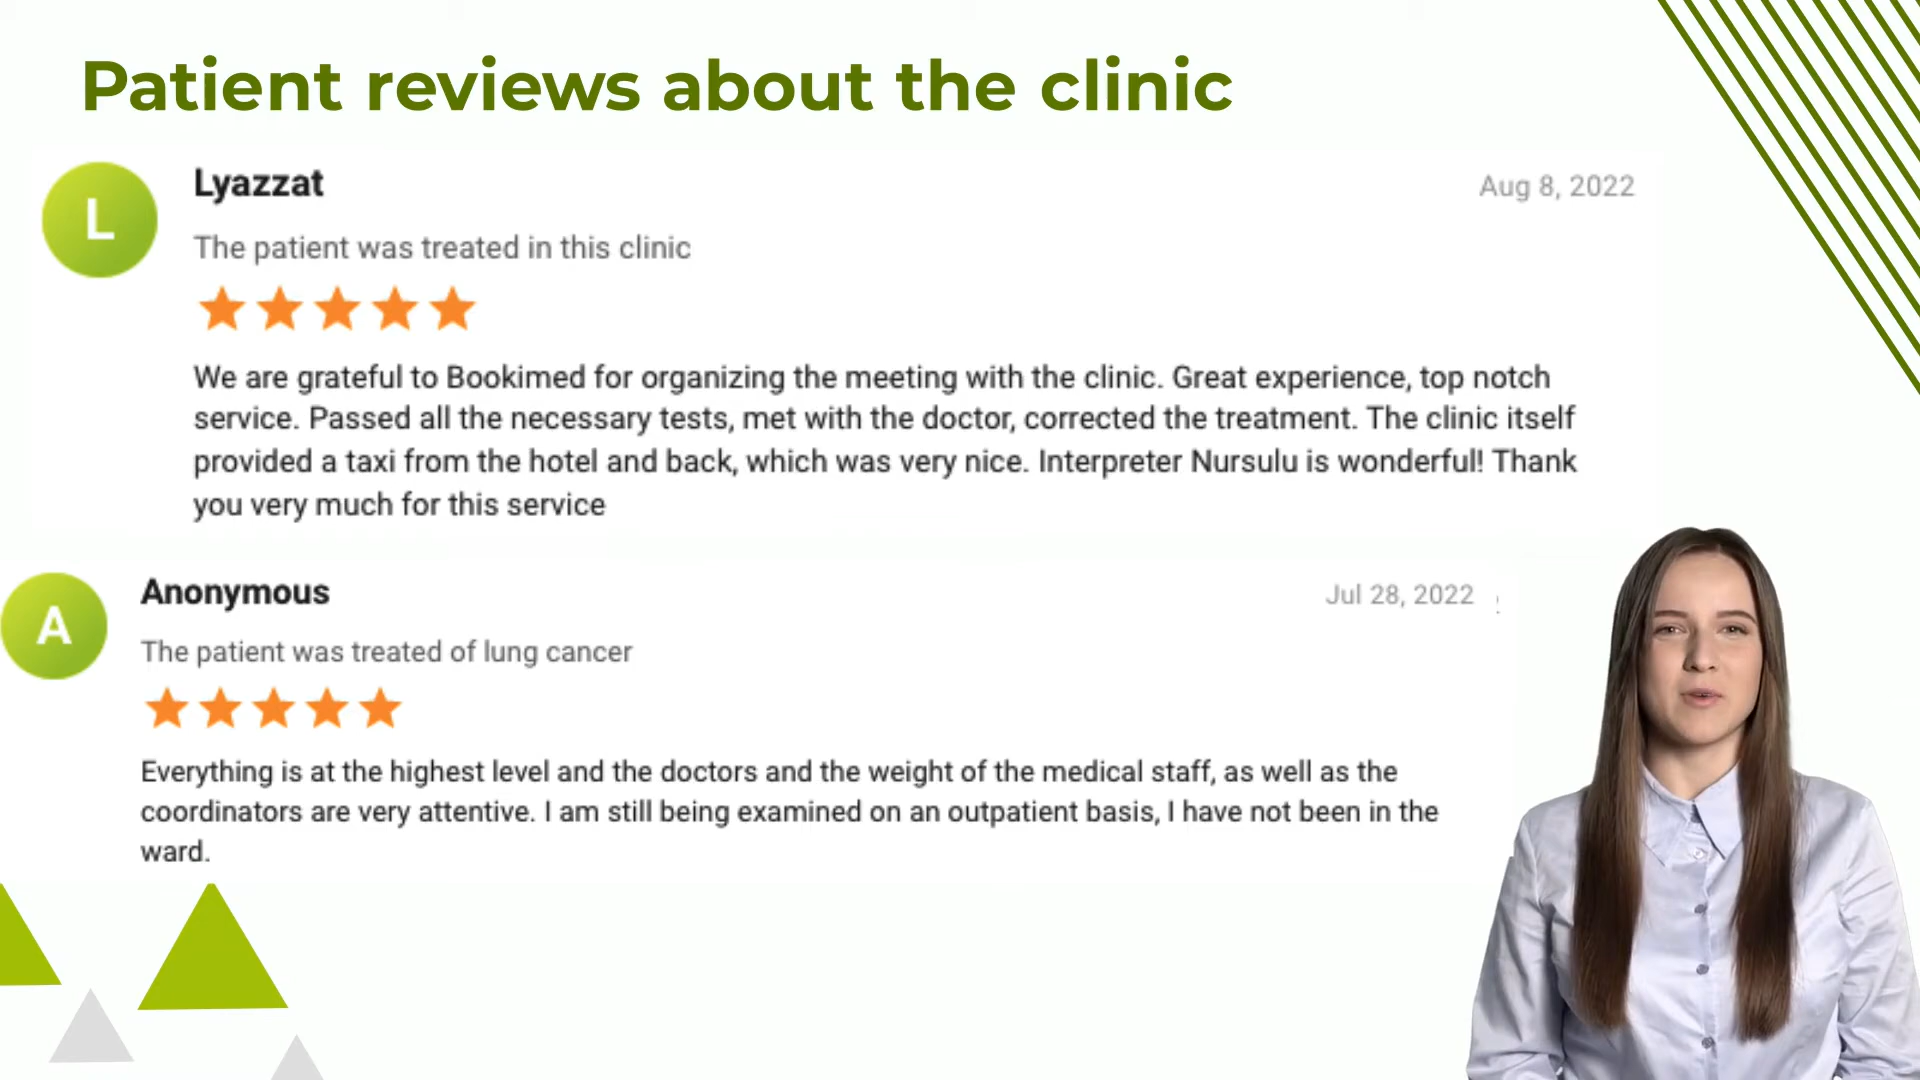 Patient reviews about the clinic
L
Lyazzat
Aug 8, 2022
The patient was treated in this clinic
We are grateful to Bookimed for organizing the meeting with the clinic. Great experience, top notch
service. Passed all the necessary tests, met with the doctor, corrected the treatment. The clinic itself
provided a taxi from the hotel and back, which was very nice. Interpreter Nursulu is wonderful! Thank
you very much for this service
A
Anonymous
Jul 28, 2022
The patient was treated of lung cancer
Everything is at the highest level and the doctors and the weight of the medical staff, as well as the
coordinators are very attentive. I am still being examined on an outpatient basis, I have not been in the
ward.